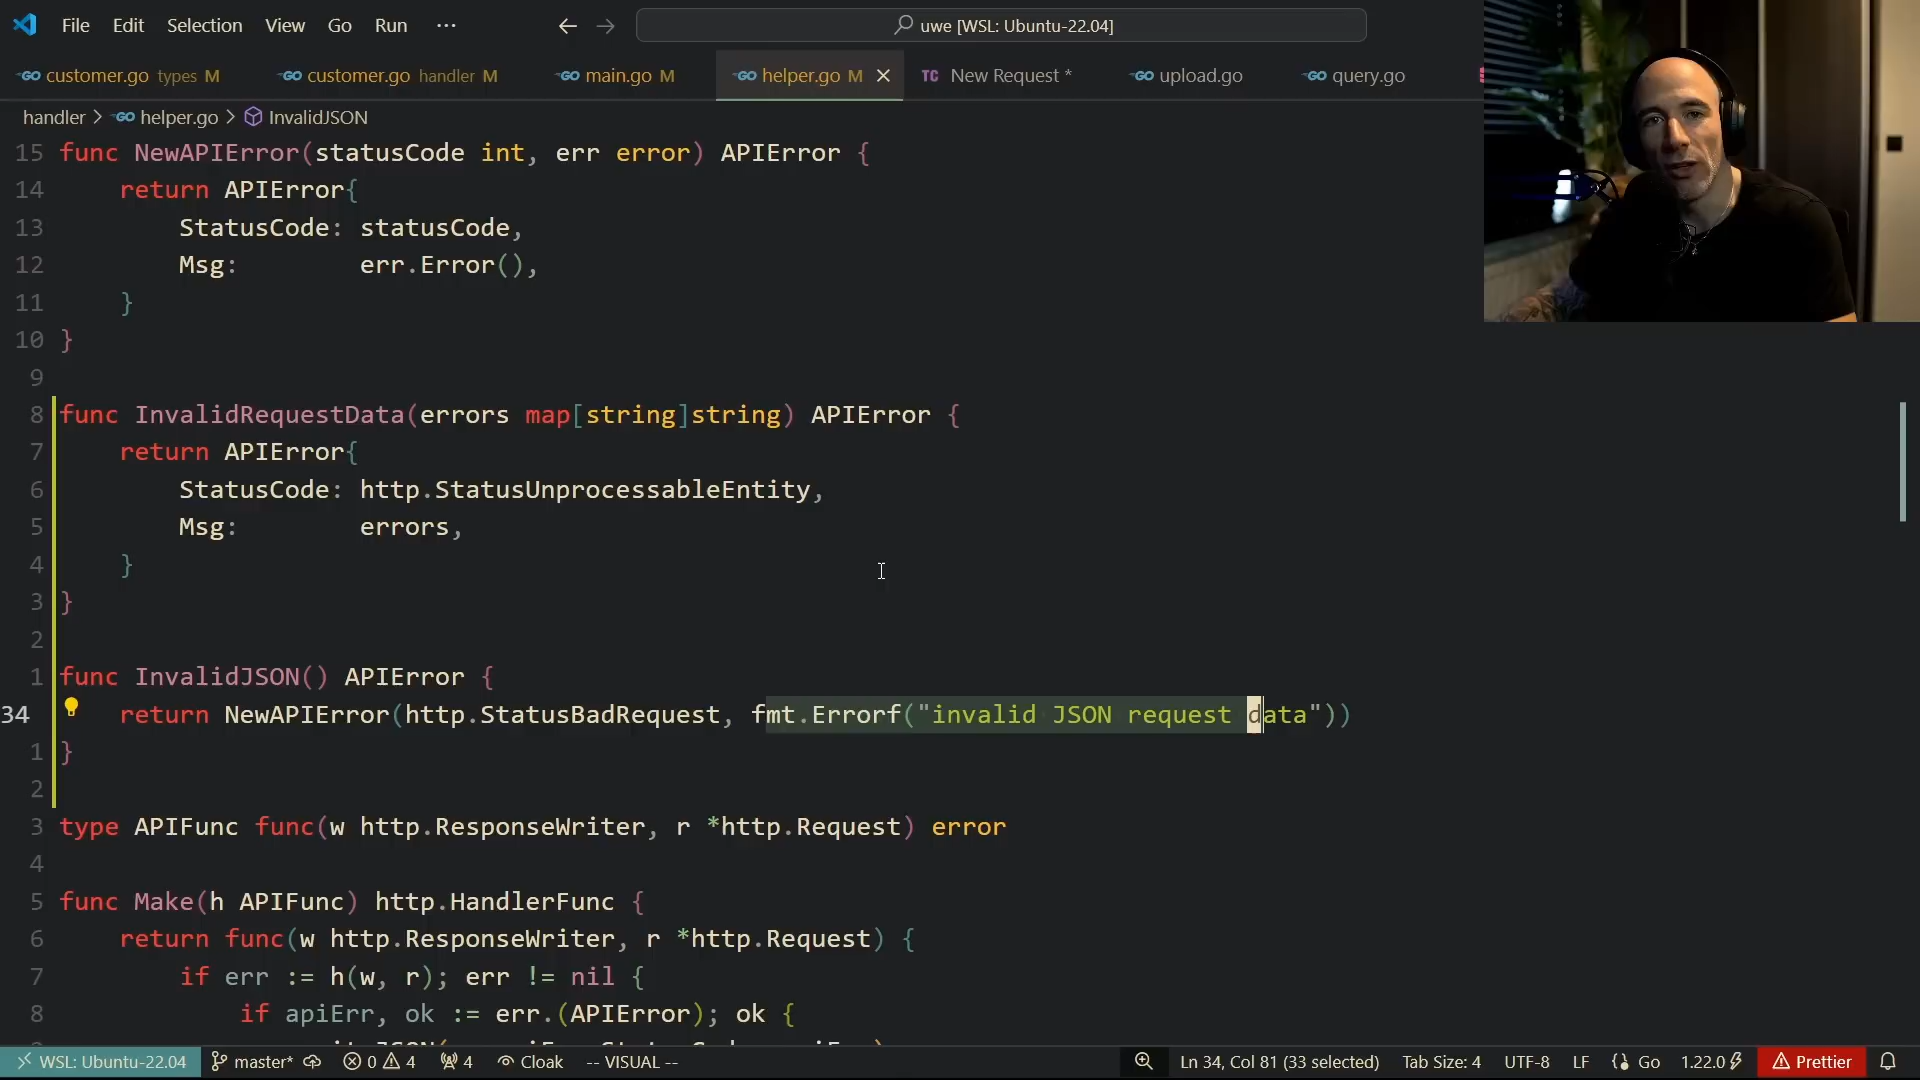 File Edit Selection View Go Run ···
uwe [WSL: Ubuntu-22.04]
customer.go types M
customer.go handler M
main.go M
helper.go M
TC New Request *
upload.go
query.go
handler > helper.go > InvalidJSON
15 func NewAPIError(statusCode int, err error) APIError {
14 return APIError{
13 StatusCode: statusCode,
12 Msg: err.Error(),
11 }
10 }
9
8 func InvalidRequestData(errors map[string]string) APIError {
7 return APIError{
6 StatusCode: http.StatusUnprocessableEntity,
5 Msg: errors,
4 }
3 }
2
1 func InvalidJSON() APIError {
34 return NewAPIError(http.StatusBadRequest, fmt.Errorf("invalid JSON request data"))
1 }
2
3 type APIFunc func(w http.ResponseWriter, r *http.Request) error
4
5 func Make(h APIFunc) http.HandlerFunc {
6 return func(w http.ResponseWriter, r *http.Request) {
7 if err := h(w, r); err != nil {
8 if apiErr, ok := err.(APIError); ok {
WSL: Ubuntu-22.04 master* 0 4 4 Cloak -- VISUAL -- Ln 34, Col 81 (33 selected) Tab Size: 4 UTF-8 LF Go 1.22.0 Prettier